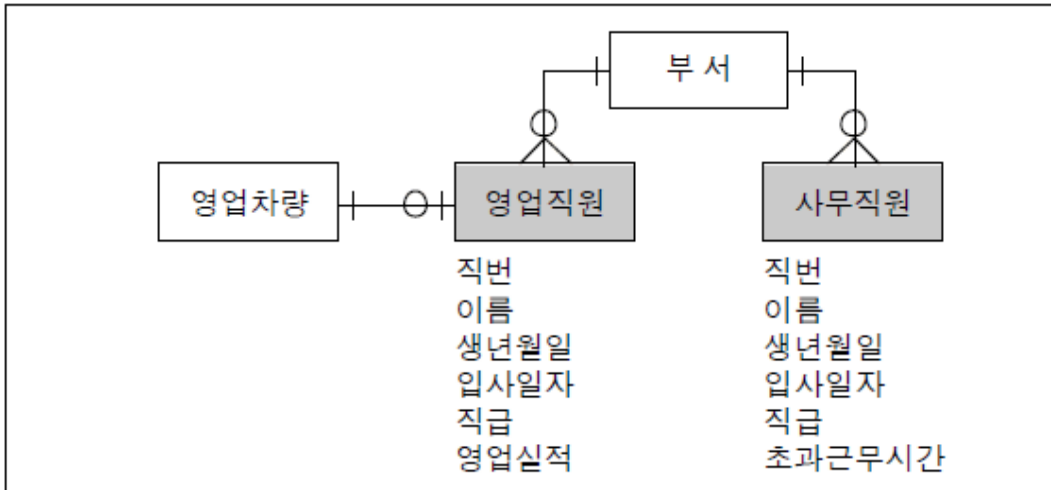 부 서
영업차량
영업직원
사무직원
직번
이름
생년월일
입사일자
직급
영업실적
직번
이름
생년월일
입사일자
직급
초과근무시간